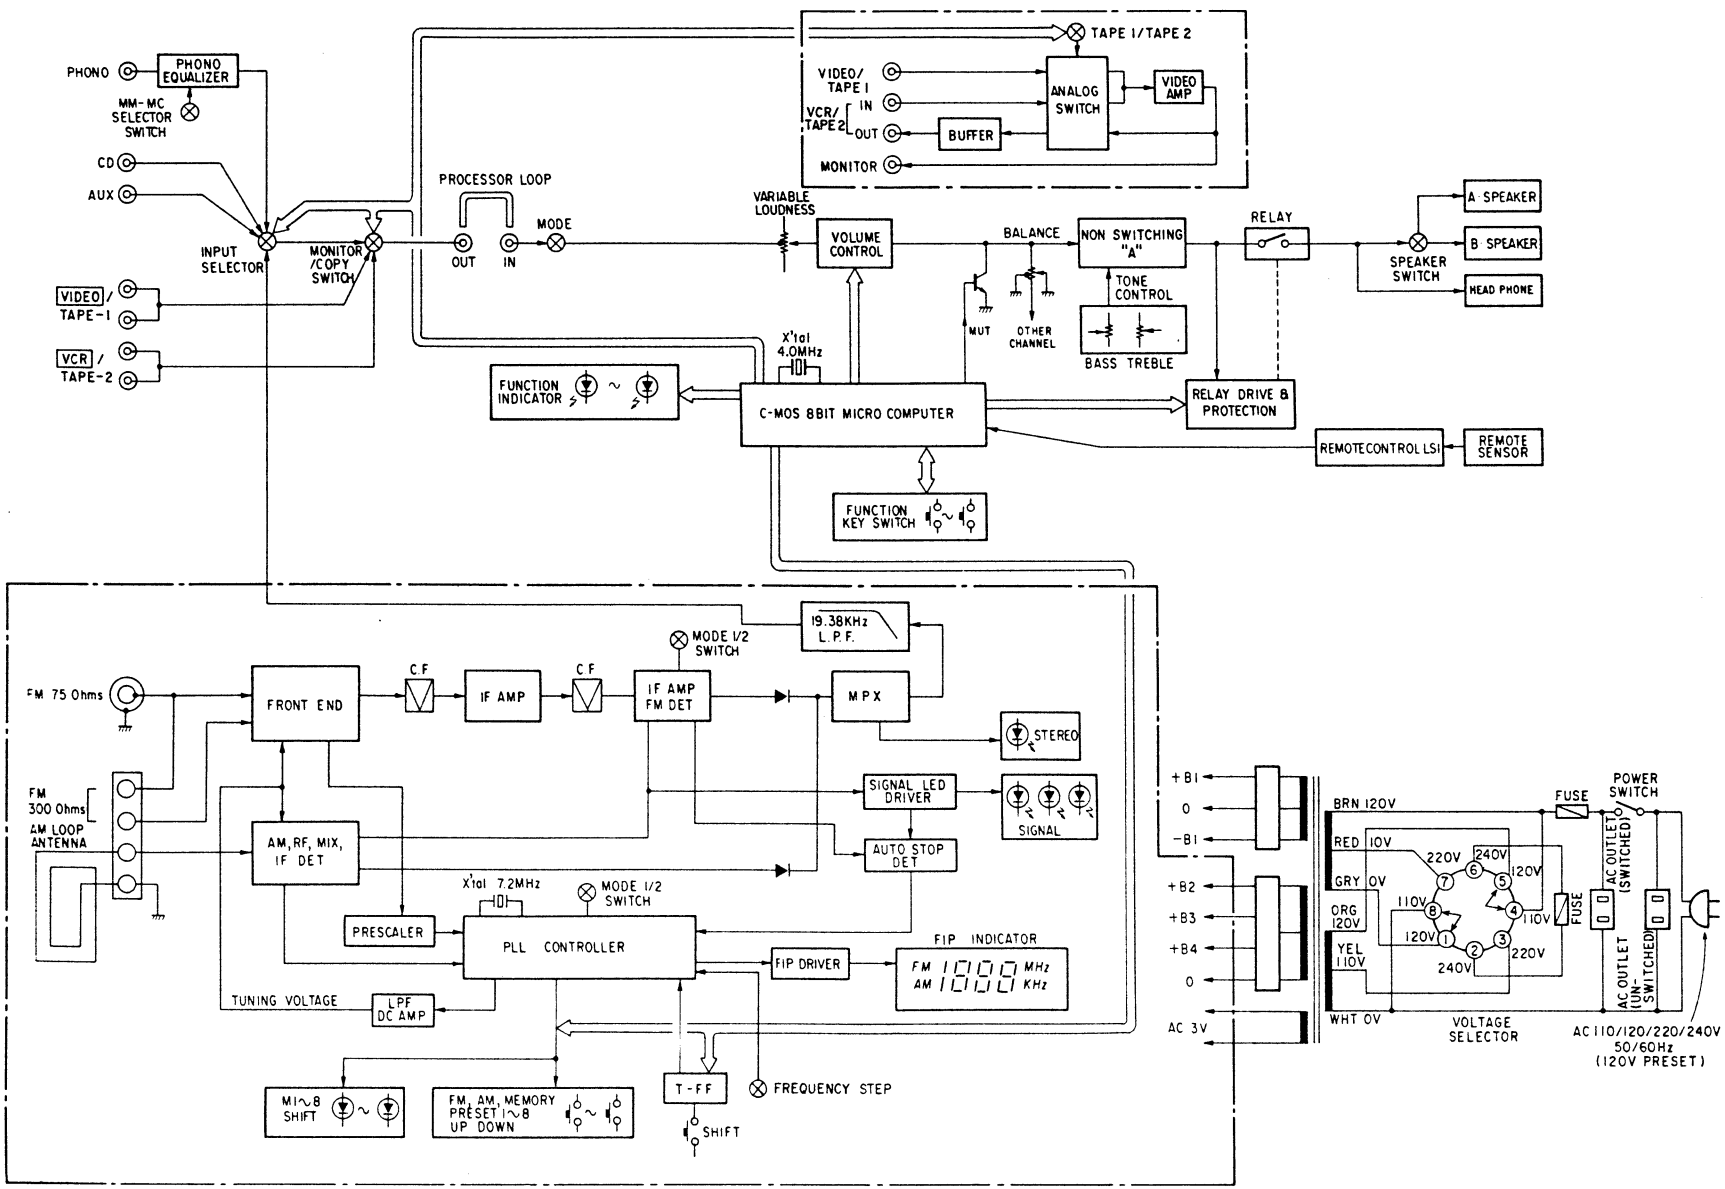 TAPE 1/TAPE 2
VIDEO/
TAPE 1
VCR/
TAPE2
IN
OUT
MONITOR
BUFFER
ANALOG
SWITCH
VIDEO
AMP
PHONO
PHONO
EQUALIZER
MM-MC
SELECTOR
SWITCH
CD
AUX
INPUT
SELECTOR
MONITOR
/COPY
SWITCH
VIDEO /
TAPE-1
VCR /
TAPE-2
PROCESSOR LOOP
OUT
IN
MODE
VARIABLE
LOUDNESS
VOLUME
CONTROL
BALANCE
MUT
OTHER
CHANNEL
NON SWITCHING
"A"
TONE
CONTROL
BASS TREBLE
RELAY
SPEAKER
SWITCH
A·SPEAKER
B·SPEAKER
HEAD PHONE
RELAY DRIVE &
PROTECTION
X'tal
4.0MHz
FUNCTION
INDICATOR
~
C-MOS 8BIT MICRO COMPUTER
REMOTECONTROL LSI
REMOTE
SENSOR
FUNCTION
KEY SWITCH
~
19.38KHz
L.P.F.
MODE 1/2
SWITCH
FM 75 Ohms
FRONT END
C.F
IF AMP
C.F
IF AMP
FM DET
MPX
STEREO
FM
300 Ohms
AM LOOP
ANTENNA
AM, RF, MIX,
IF DET
SIGNAL LED
DRIVER
SIGNAL
AUTO STOP
DET
X'tal 7.2MHz
MODE 1/2
SWITCH
PRESCALER
PLL CONTROLLER
FIP DRIVER
FIP INDICATOR
FM 1000 MHz
AM 1000 KHz
TUNING VOLTAGE
LPF
DC AMP
M1~8
SHIFT
~
FM, AM, MEMORY
PRESET 1~8
UP DOWN
~
T-FF
SHIFT
FREQUENCY STEP
+B1
0
-B1
+B2
+B3
+B4
0
AC 3V
BRN 120V
RED 10V
GRY 0V
ORG
120V
YEL
110V
WHT 0V
220V
240V
120V
110V
110V
120V
240V
220V
7
6
5
8
4
1
2
3
VOLTAGE
SELECTOR
FUSE
FUSE
POWER
SWITCH
AC OUTLET
(SWITCHED)
AC OUTLET
(UN-
SWITCHED)
AC 110/120/220/240V
50/60Hz
(120V PRESET)